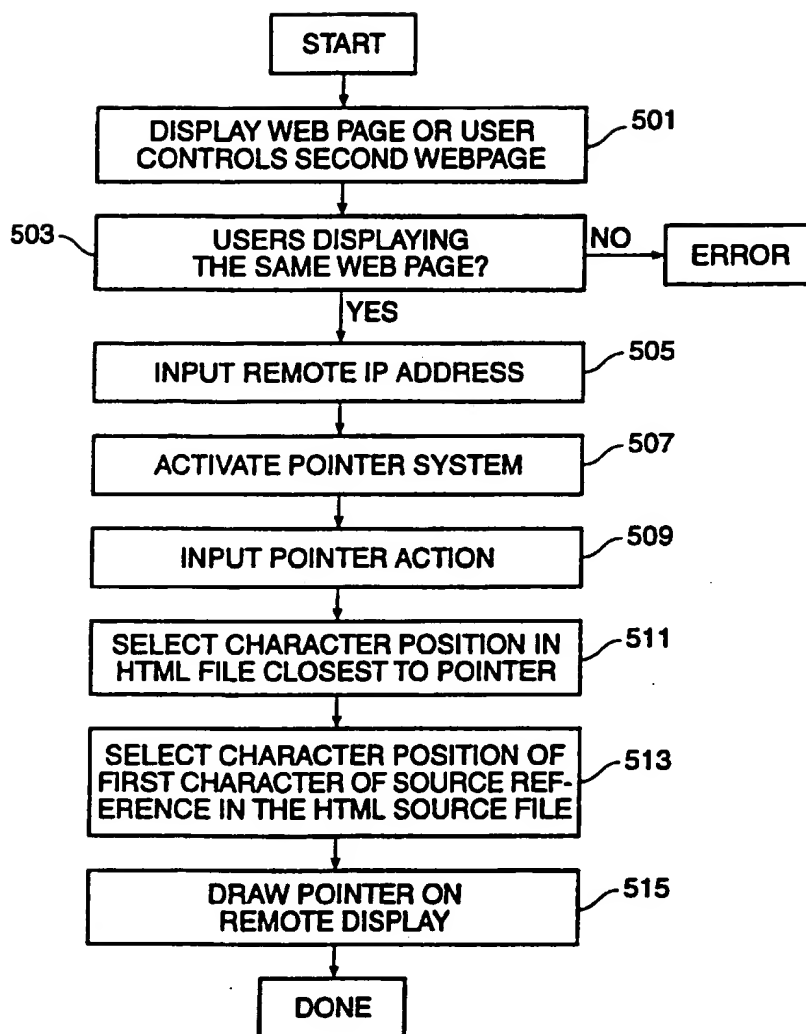 START
DISPLAY WEB PAGE OR USER
CONTROLS SECOND WEBPAGE
501
503
USERS DISPLAYING
THE SAME WEB PAGE?
NO
ERROR
YES
INPUT REMOTE IP ADDRESS
505
ACTIVATE POINTER SYSTEM
507
INPUT POINTER ACTION
509
SELECT CHARACTER POSITION IN
HTML FILE CLOSEST TO POINTER
511
SELECT CHARACTER POSITION OF
FIRST CHARACTER OF SOURCE REF-
ERENCE IN THE HTML SOURCE FILE
513
DRAW POINTER ON
REMOTE DISPLAY
515
DONE